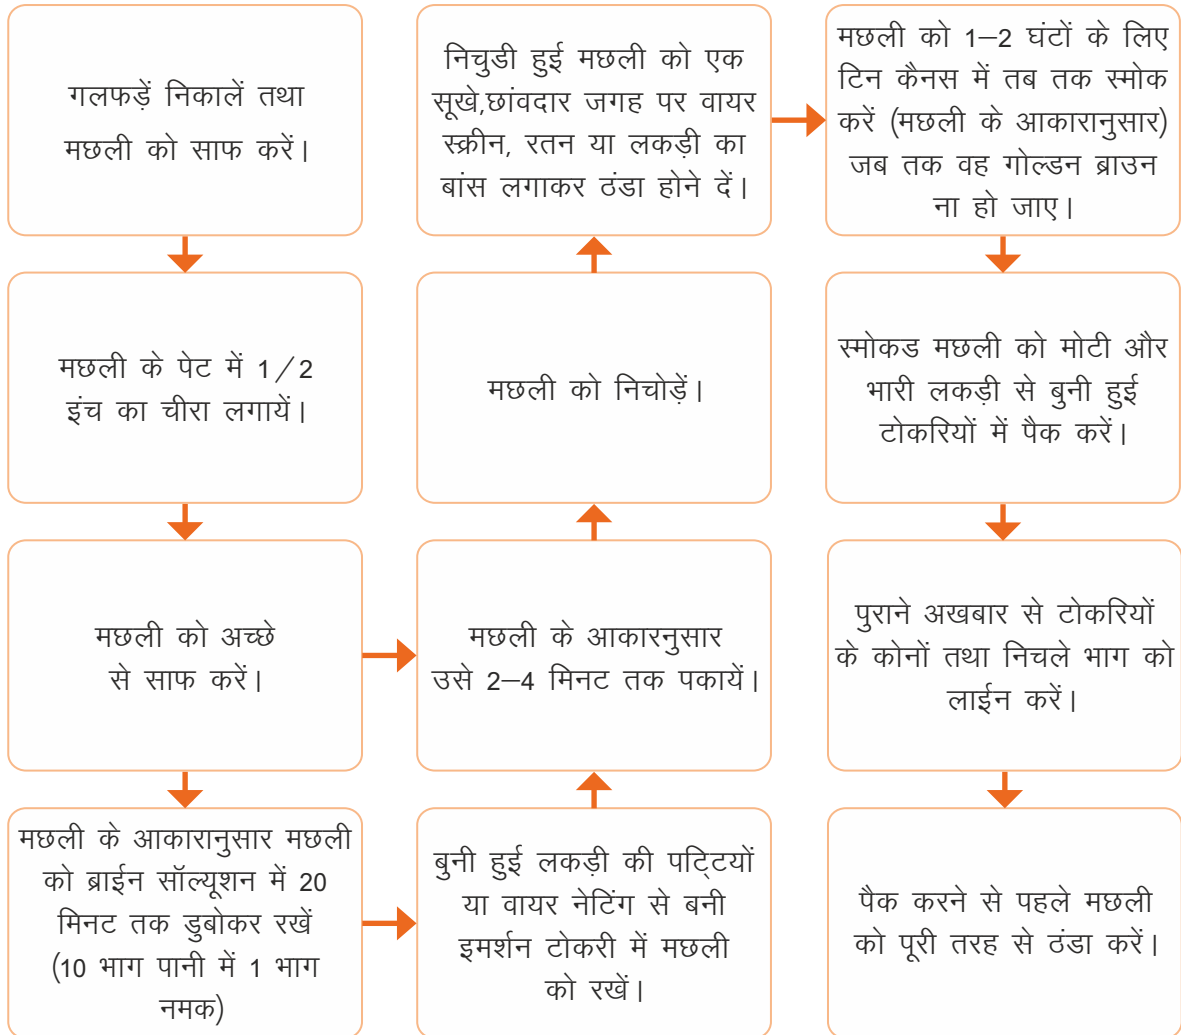 गलफड़ें निकालें तथा
मछली को साफ करें।
मछली के पेट में 1/2
इंच का चीरा लगायें।
मछली को अच्छे
से साफ करें।
मछली के आकारानुसार मछली
को ब्राईन सॉल्यूशन में 20
मिनट तक डुबोकर रखें
(10 भाग पानी में 1 भाग
नमक)
बुनी हुई लकड़ी की पट्टियों
या वायर नेटिंग से बनी
इमर्शन टोकरी में मछली
को रखें।
मछली के आकारनुसार
उसे 2–4 मिनट तक पकायें।
मछली को निचोड़ें।
निचुडी हुई मछली को एक
सूखे,छांवदार जगह पर वायर
स्क्रीन, रतन या लकड़ी का
बांस लगाकर ठंडा होने दें।
मछली को 1–2 घंटों के लिए
टिन कैनस में तब तक स्मोक
करें (मछली के आकारानुसार)
जब तक वह गोल्डन ब्राउन
ना हो जाए।
स्मोकड मछली को मोटी और
भारी लकड़ी से बुनी हुई
टोकरियों में पैक करें।
पुराने अखबार से टोकरियों
के कोनों तथा निचले भाग को
लाईन करें।
पैक करने से पहले मछली
को पूरी तरह से ठंडा करें।